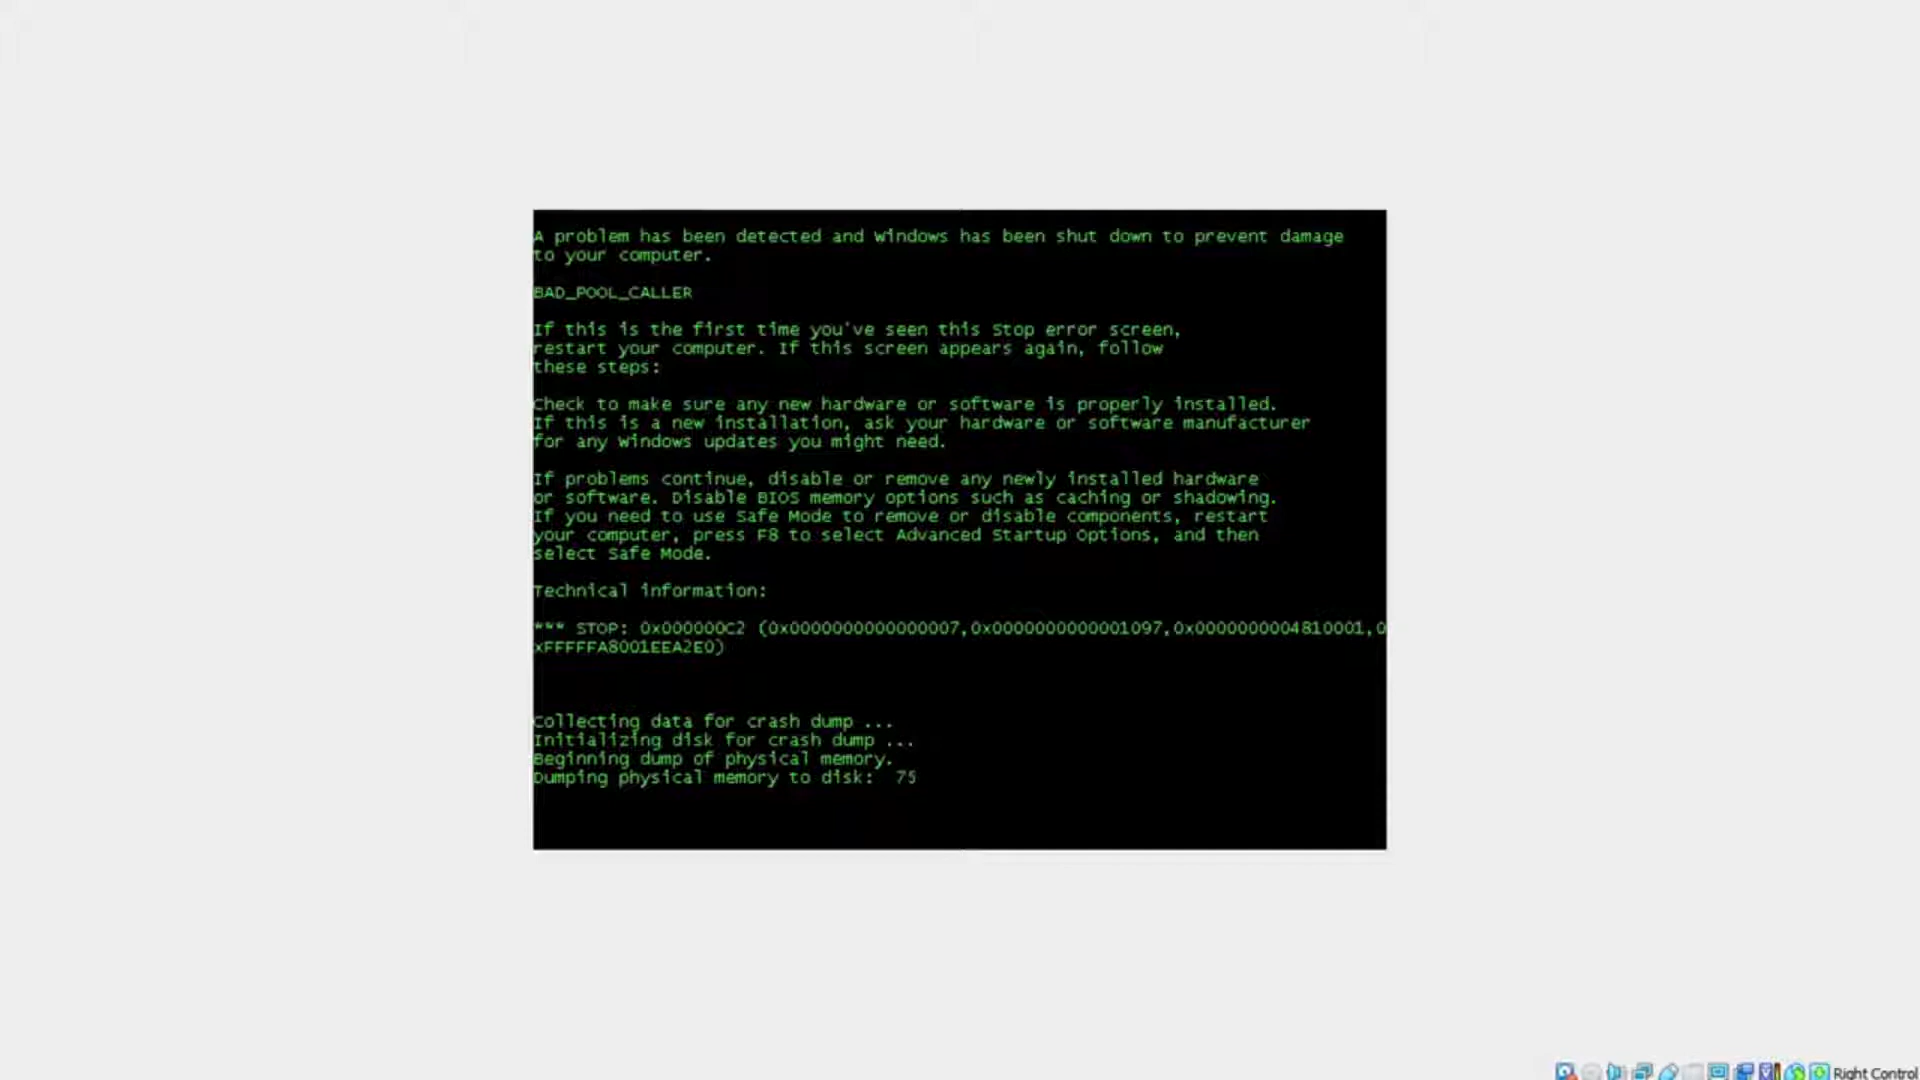 A problem has been detected and Windows has been shut down to prevent damage
to your computer.
BAD_POOL_CALLER
If this is the first time you've seen this Stop error screen,
restart your computer. If this screen appears again, follow
these steps:
Check to make sure any new hardware or software is properly installed.
If this is a new installation, ask your hardware or software manufacturer
for any Windows updates you might need.
If problems continue, disable or remove any newly installed hardware
or software. Disable BIOS memory options such as caching or shadowing.
If you need to use Safe Mode to remove or disable components, restart
your computer, press F8 to select Advanced Startup Options, and then
select Safe Mode.
Technical information:
*** STOP: 0x000000C2 (0x0000000000000007,0x0000000000001097,0x0000000004810001,0
xFFFFFA8001EEA2E0)
Collecting data for crash dump ...
Initializing disk for crash dump ...
Beginning dump of physical memory.
Dumping physical memory to disk:  75
Right Control